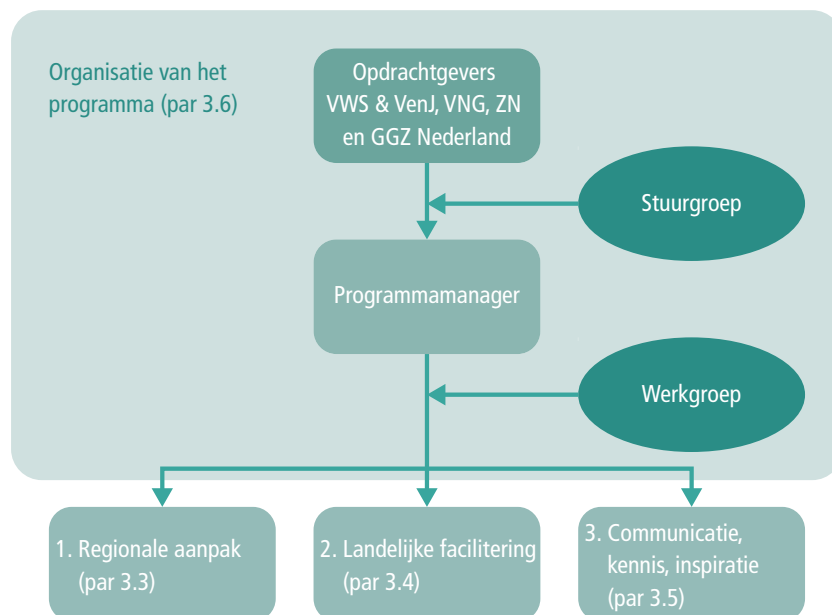 Organisatie van het
programma (par 3.6)
Opdrachtgevers
VWS & VenJ, VNG, ZN
en GGZ Nederland
Stuurgroep
Programmamanager
Werkgroep
1. Regionale aanpak
(par 3.3)
2. Landelijke facilitering
(par 3.4)
3. Communicatie,
kennis, inspiratie
(par 3.5)